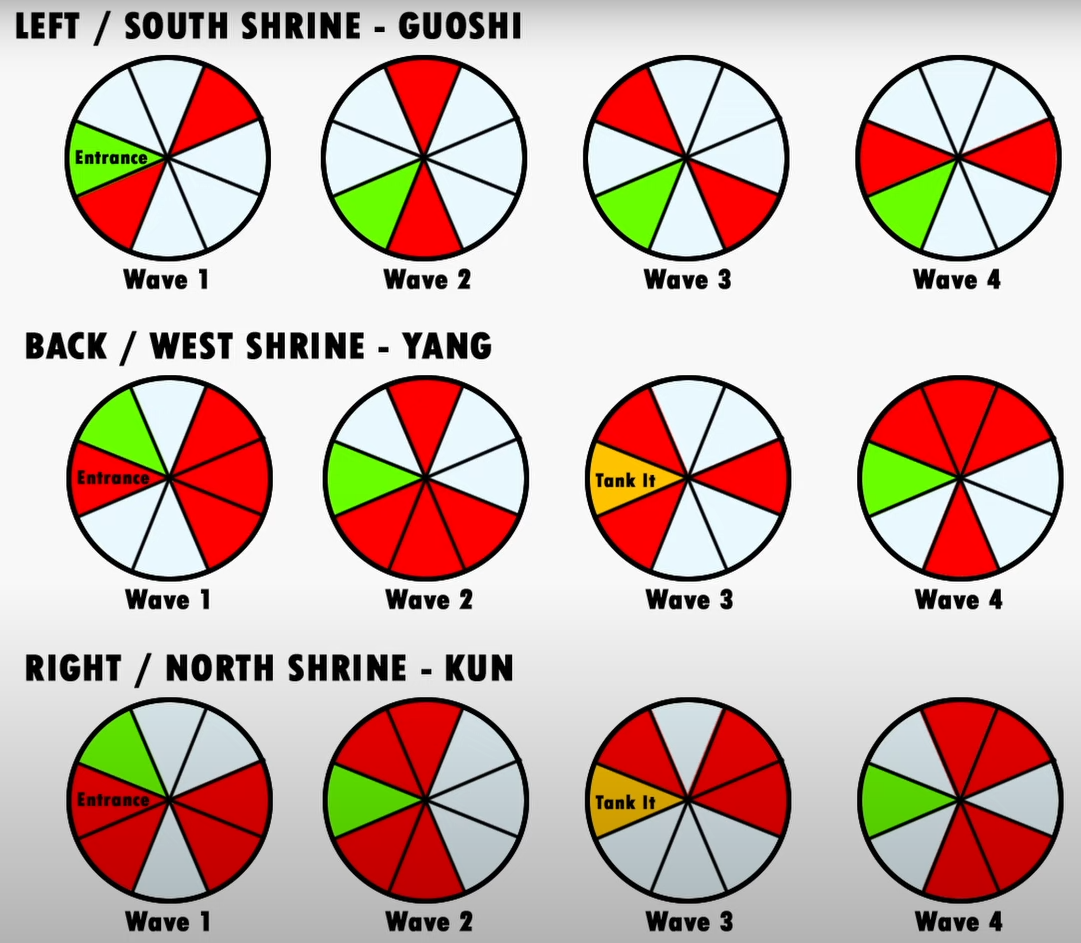 LEFT / SOUTH SHRINE - GUOSHI
Entrance
Wave 1 Wave 2 Wave 3 Wave 4
BACK / WEST SHRINE - YANG
Entrance Tank It
Wave 1 Wave 2 Wave 3 Wave 4
RIGHT / NORTH SHRINE - KUN
Entrance Tank It
Wave 1 Wave 2 Wave 3 Wave 4